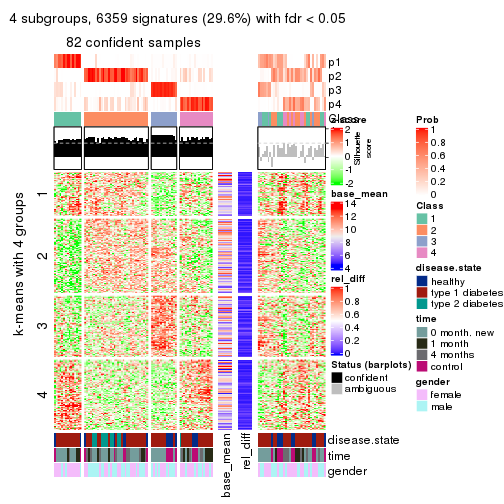 4 subgroups, 6359 signatures (29.6%) with fdr < 0.05
82 confident samples
p1
p2
p3
p4
Class
z-score
2
1
0
-1
-2
Silhouette
score
k-means with 4 groups
1
2
3
4
base_mean
14
12
10
8
6
4
rel_diff
1
0.8
0.6
0.4
0.2
0
Status (barplots)
confident
ambiguous
Prob
1
0.8
0.6
0.4
0.2
0
Class
1
2
3
4
disease.state
healthy
type 1 diabetes
type 2 diabetes
time
0 month. new
1 month
4 months
control
gender
female
male
disease.state
time
gender
base_mean
rel_diff